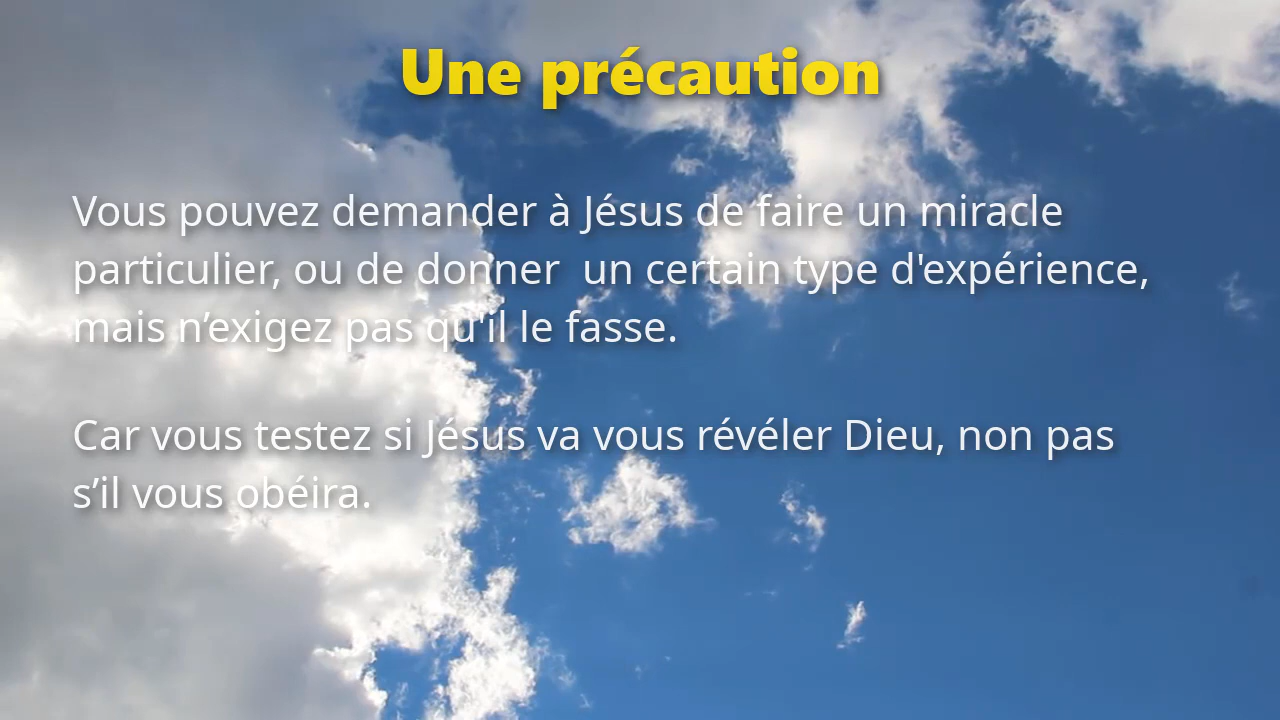 Une précaution
Vous pouvez demander à Jésus de faire un miracle
particulier, ou de donner  un certain type d'expérience,
mais n’exigez pas qu'il le fasse.
Car vous testez si Jésus va vous révéler Dieu, non pas
s’il vous obéira.